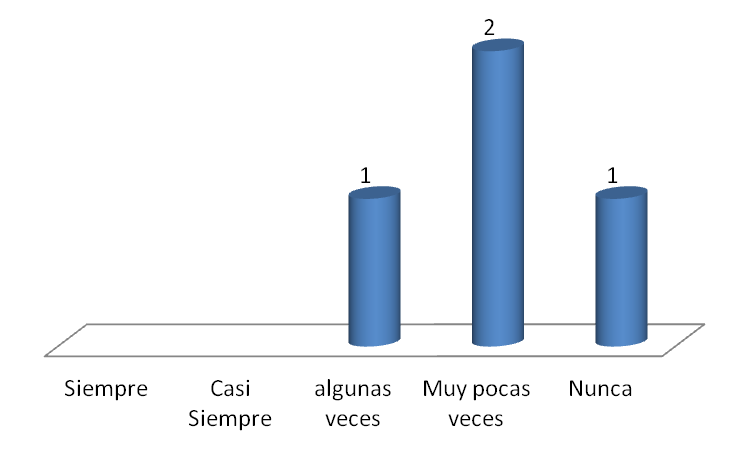 2
1
1
Siempre
Casi
Siempre
algunas
veces
Muy pocas
veces
Nunca